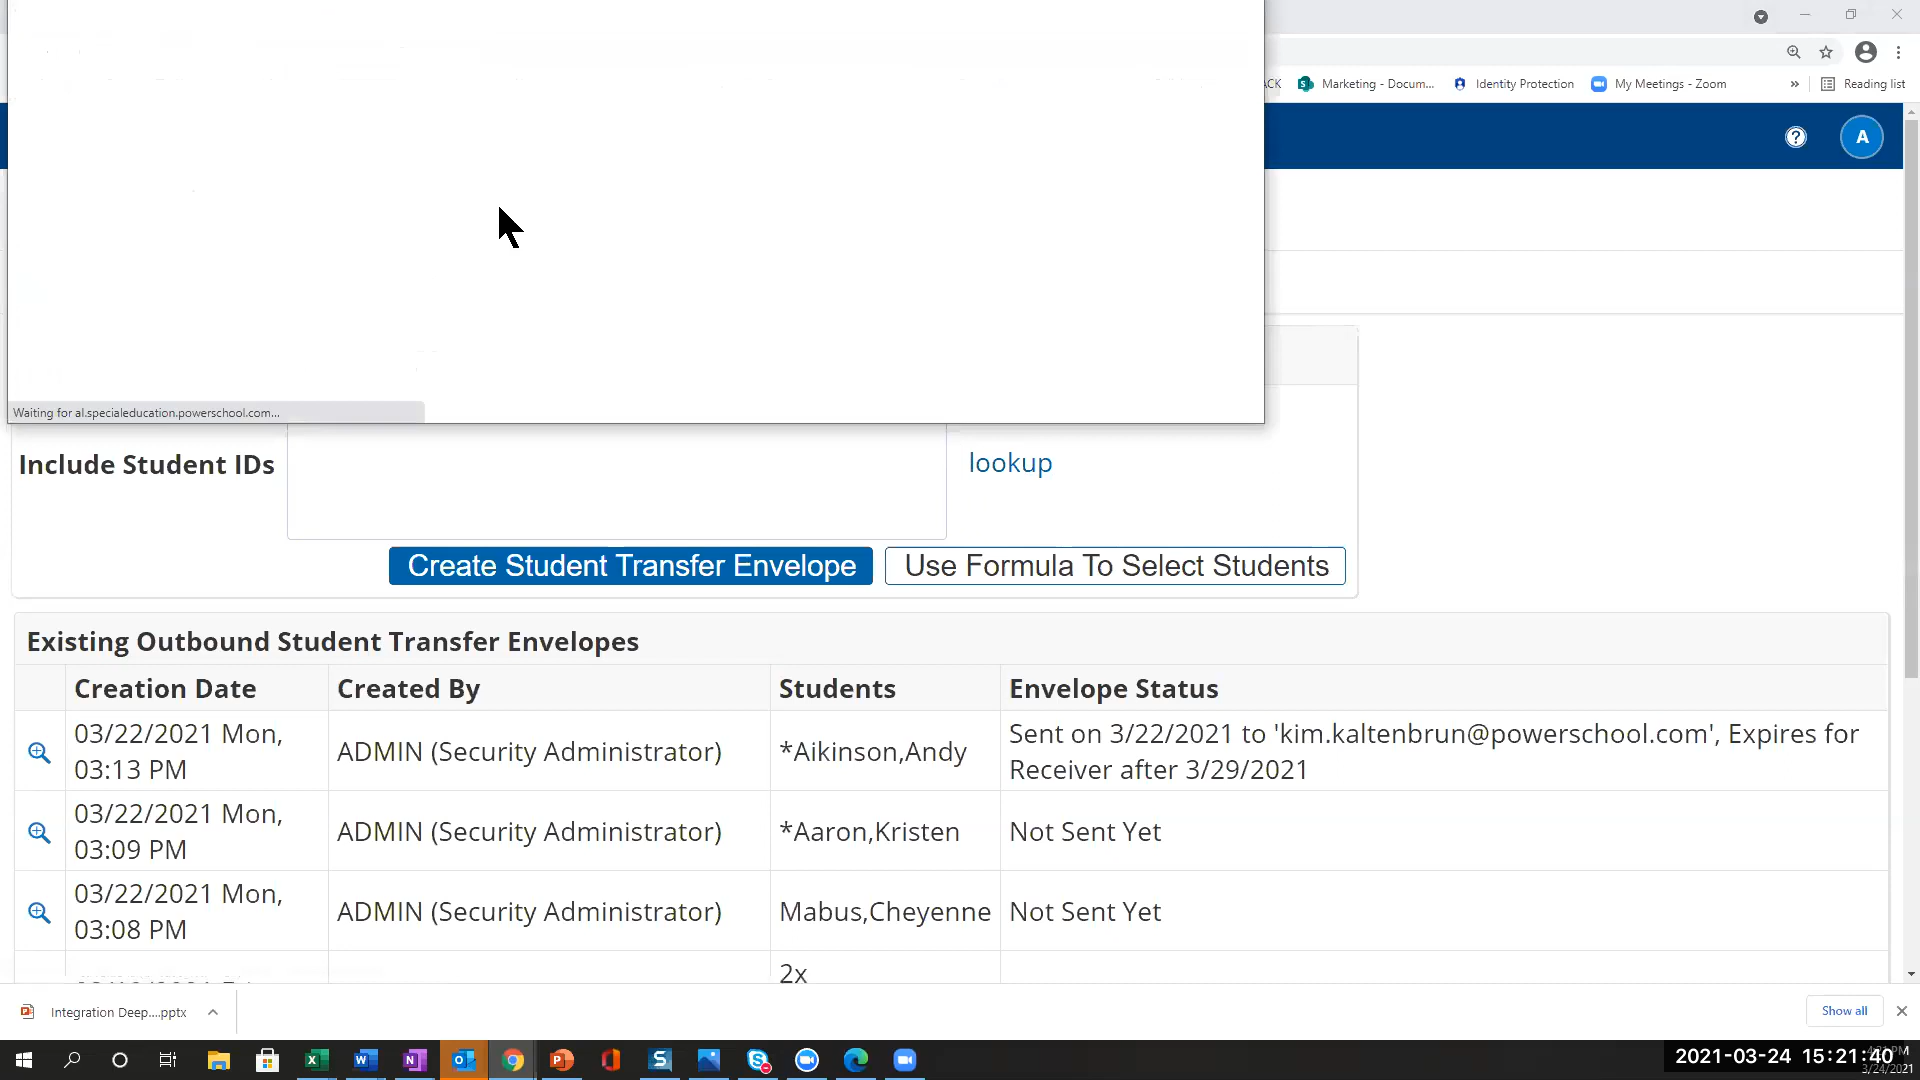 ACK
Marketing - Docum...
Identity Protection
My Meetings - Zoom
»
Reading list
A
Waiting for al.specialeducation.powerschool.com...
Include Student IDs
lookup
Create Student Transfer Envelope
Use Formula To Select Students
Existing Outbound Student Transfer Envelopes
Creation Date Created By Students Envelope Status
03/22/2021 Mon, 03:13 PM ADMIN (Security Administrator) *Aikinson,Andy Sent on 3/22/2021 to 'kim.kaltenbrun@powerschool.com', Expires for Receiver after 3/29/2021
03/22/2021 Mon, 03:09 PM ADMIN (Security Administrator) *Aaron,Kristen Not Sent Yet
03/22/2021 Mon, 03:08 PM ADMIN (Security Administrator) Mabus,Cheyenne Not Sent Yet
2x
Integration Deep....pptx
Show all
2021-03-24 15:21:40
3/24/2021